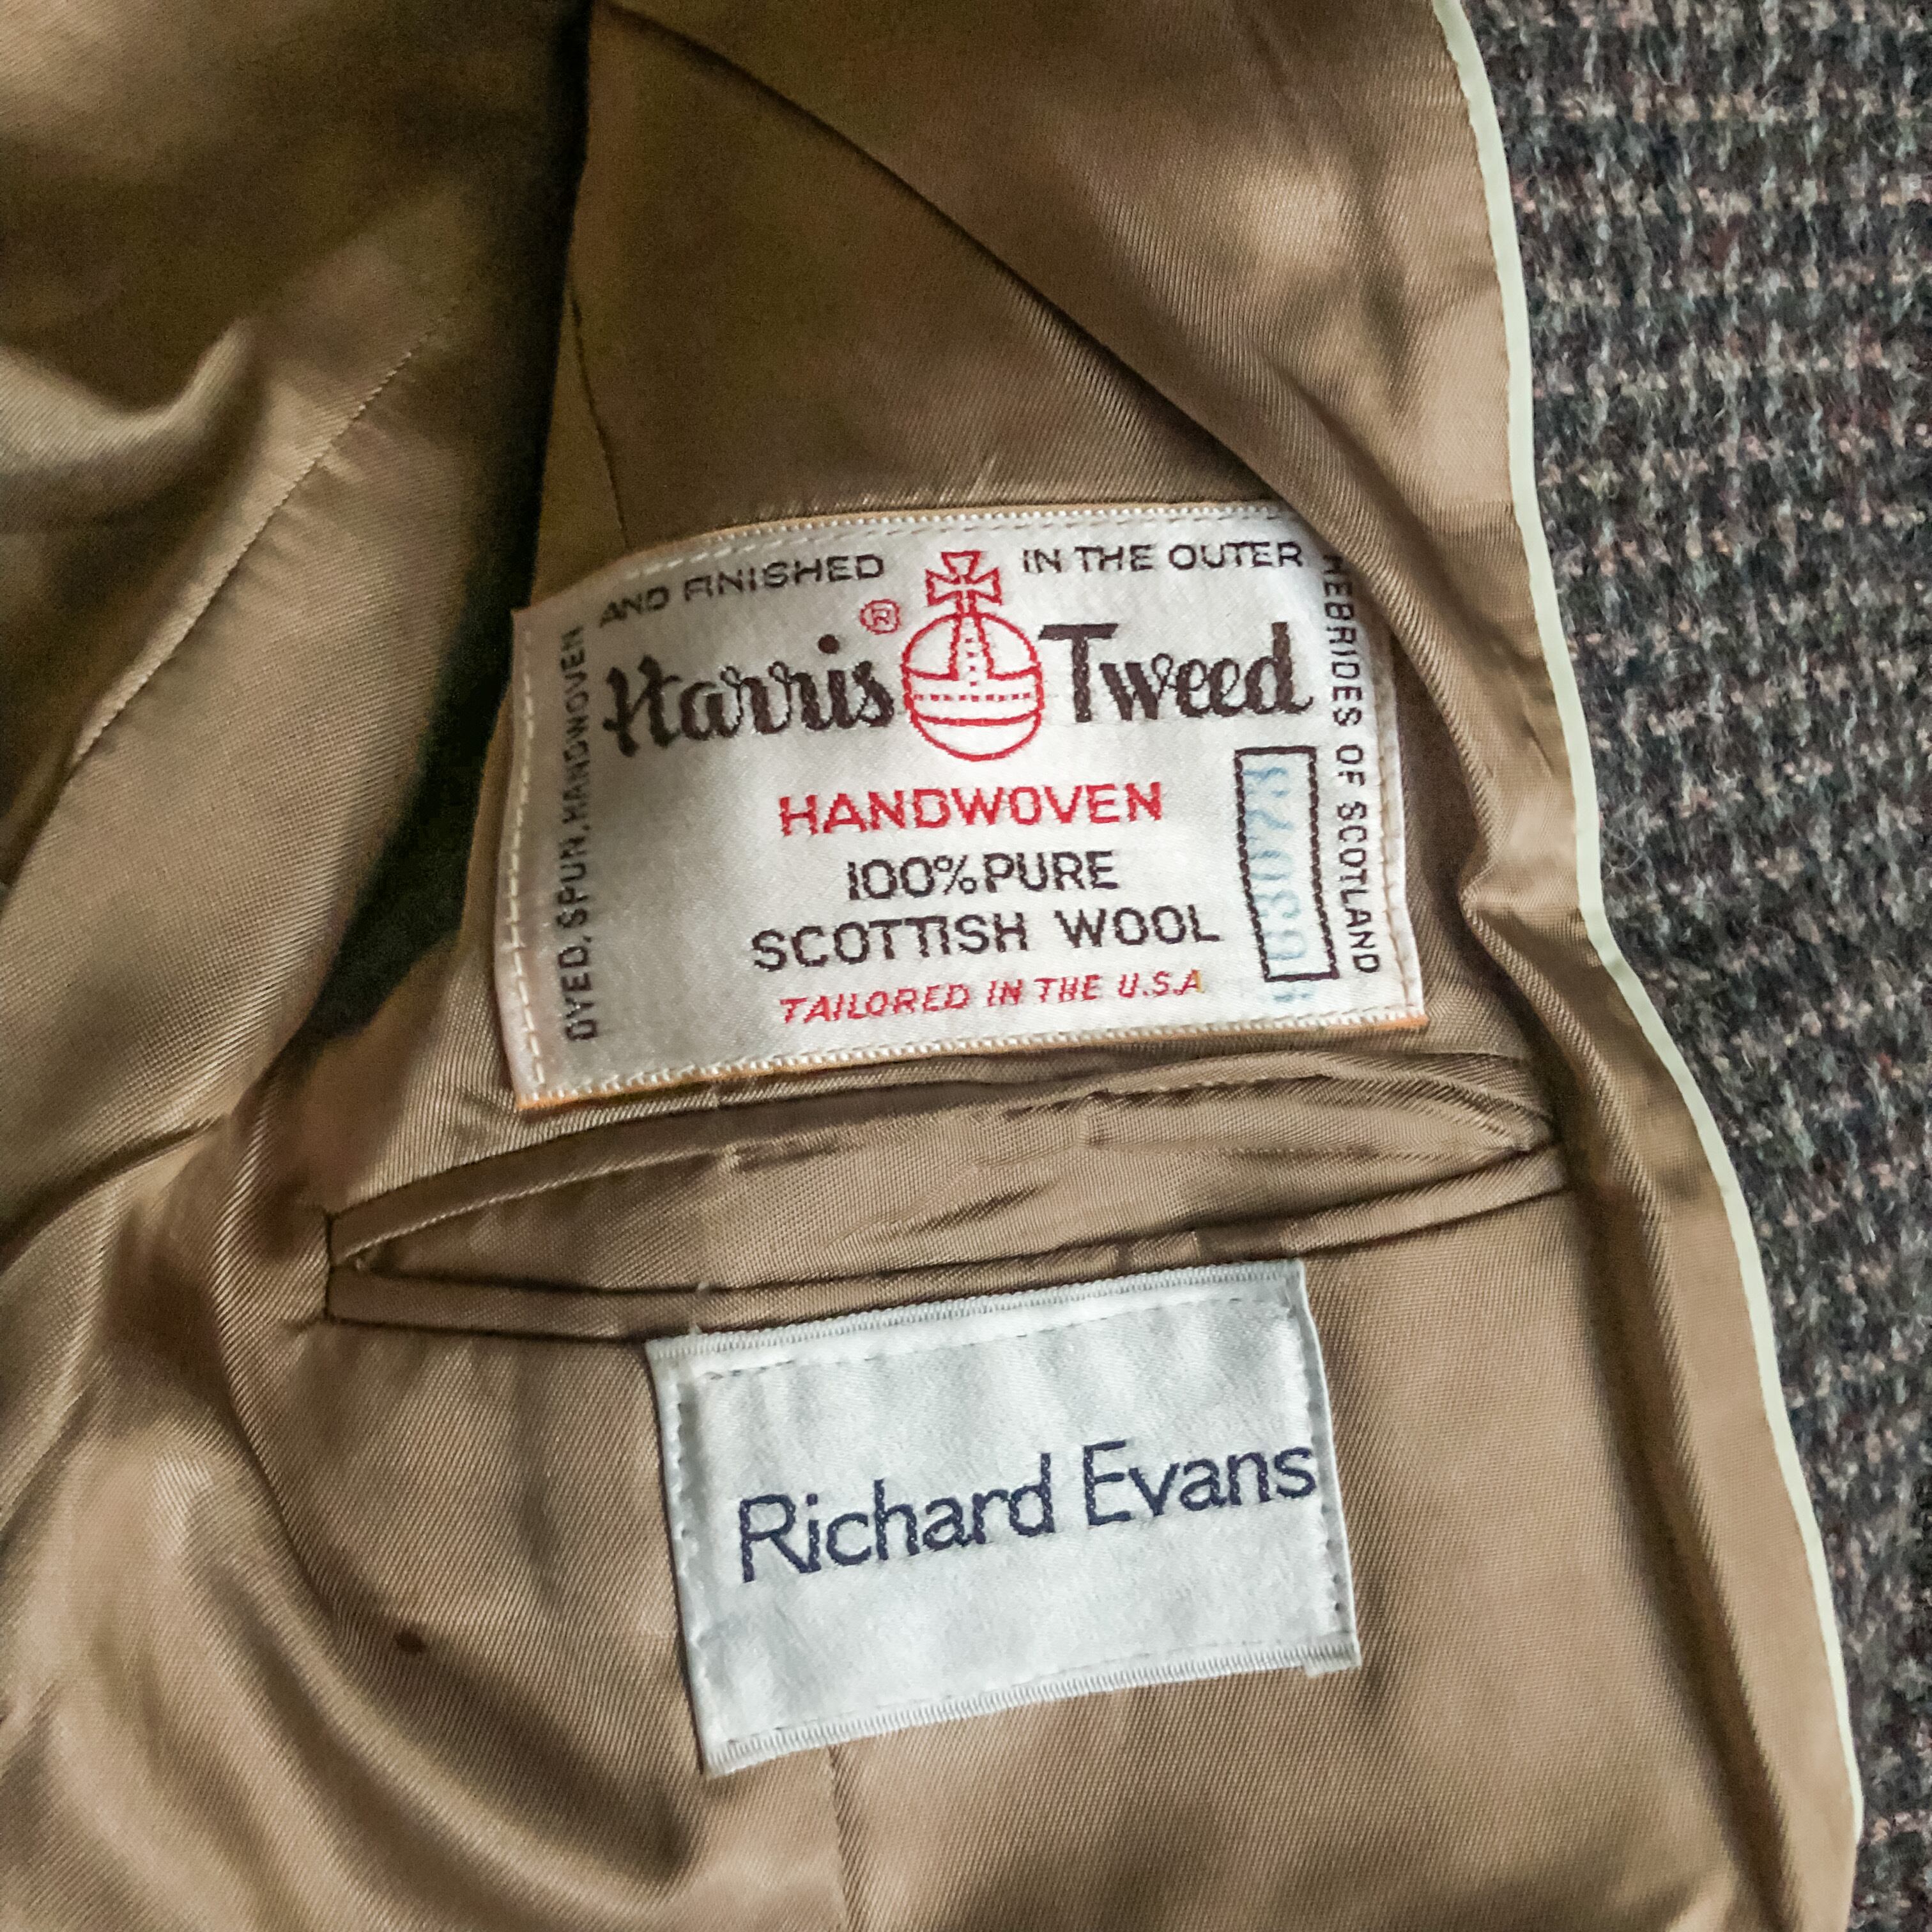 DYED, SPUN, HANDWOVEN
AND FINISHED
IN THE OUTER
HEBRIDES OF SCOTLAND
Harris ® Tweed
HANDWOVEN
100% PURE
SCOTTISH WOOL
TAILORED IN THE U.S.A
Richard Evans